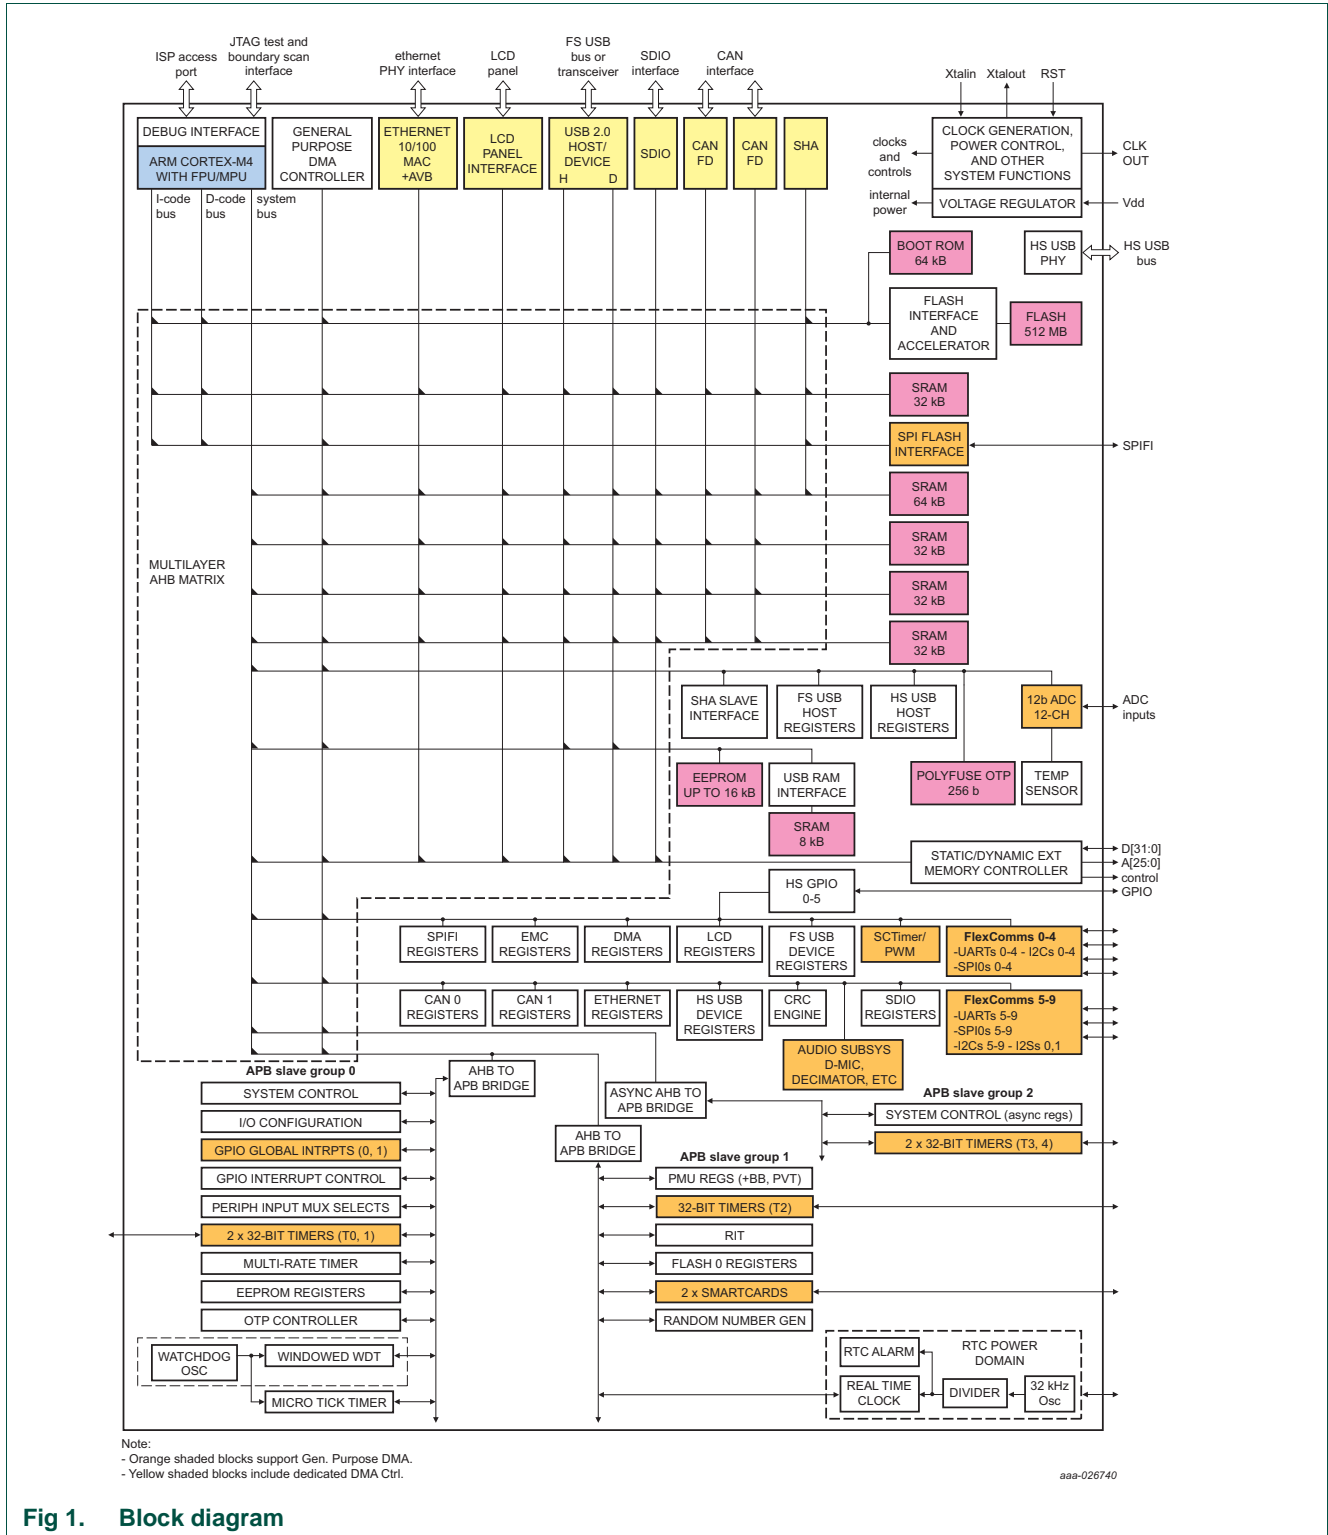 ISP access
port
JTAG test and
boundary scan
interface
ethernet
PHY interface
LCD
panel
FS USB
bus or
transceiver
SDIO
interface
CAN
interface
Xtalin
Xtalout
RST
DEBUG INTERFACE
ARM CORTEX-M4
WITH FPU/MPU
GENERAL
PURPOSE
DMA
CONTROLLER
ETHERNET
10/100
MAC
+AVB
LCD
PANEL
INTERFACE
USB 2.0
HOST/
DEVICE
H D
SDIO
CAN
FD
CAN
FD
SHA
clocks
and
controls
CLOCK GENERATION,
POWER CONTROL,
AND OTHER
SYSTEM FUNCTIONS
CLK
OUT
internal
power
VOLTAGE REGULATOR
Vdd
I-code
bus
D-code
bus
system
bus
BOOT ROM
64 kB
HS USB
PHY
HS USB
bus
FLASH
INTERFACE
AND
ACCELERATOR
FLASH
512 MB
SRAM
32 kB
SPI FLASH
INTERFACE
SPIFI
SRAM
64 kB
SRAM
32 kB
MULTILAYER
AHB MATRIX
SRAM
32 kB
SRAM
32 kB
SHA SLAVE
INTERFACE
FS USB
HOST
REGISTERS
HS USB
HOST
REGISTERS
12b ADC
12-CH
ADC
inputs
EEPROM
UP TO 16 kB
USB RAM
INTERFACE
POLYFUSE OTP
256 b
TEMP
SENSOR
SRAM
8 kB
STATIC/DYNAMIC EXT
MEMORY CONTROLLER
D[31:0]
A[25:0]
control
GPIO
HS GPIO
0-5
SPIFI
REGISTERS
EMC
REGISTERS
DMA
REGISTERS
LCD
REGISTERS
FS USB
DEVICE
REGISTERS
SCTimer/
PWM
FlexComms 0-4
-UARTs 0-4 - I2Cs 0-4
-SPI0s 0-4
CAN 0
REGISTERS
CAN 1
REGISTERS
ETHERNET
REGISTERS
HS USB
DEVICE
REGISTERS
CRC
ENGINE
SDIO
REGISTERS
FlexComms 5-9
-UARTs 5-9
-SPI0s 5-9
-I2Cs 5-9 - I2Ss 0,1
AUDIO SUBSYS
D-MIC,
DECIMATOR, ETC
APB slave group 0
AHB TO
APB BRIDGE
ASYNC AHB TO
APB BRIDGE
APB slave group 2
SYSTEM CONTROL
SYSTEM CONTROL (async regs)
I/O CONFIGURATION
AHB TO
APB BRIDGE
2 x 32-BIT TIMERS (T3, 4)
GPIO GLOBAL INTRPTS (0, 1)
APB slave group 1
GPIO INTERRUPT CONTROL
PMU REGS (+BB, PVT)
PERIPH INPUT MUX SELECTS
32-BIT TIMERS (T2)
2 x 32-BIT TIMERS (T0, 1)
RIT
MULTI-RATE TIMER
FLASH 0 REGISTERS
EEPROM REGISTERS
2 x SMARTCARDS
OTP CONTROLLER
RANDOM NUMBER GEN
WATCHDOG
OSC
WINDOWED WDT
MICRO TICK TIMER
RTC ALARM
RTC POWER
DOMAIN
REAL TIME
CLOCK
DIVIDER
32 kHz
Osc
Note:
- Orange shaded blocks support Gen. Purpose DMA.
- Yellow shaded blocks include dedicated DMA Ctrl.
aaa-026740
Fig 1. Block diagram